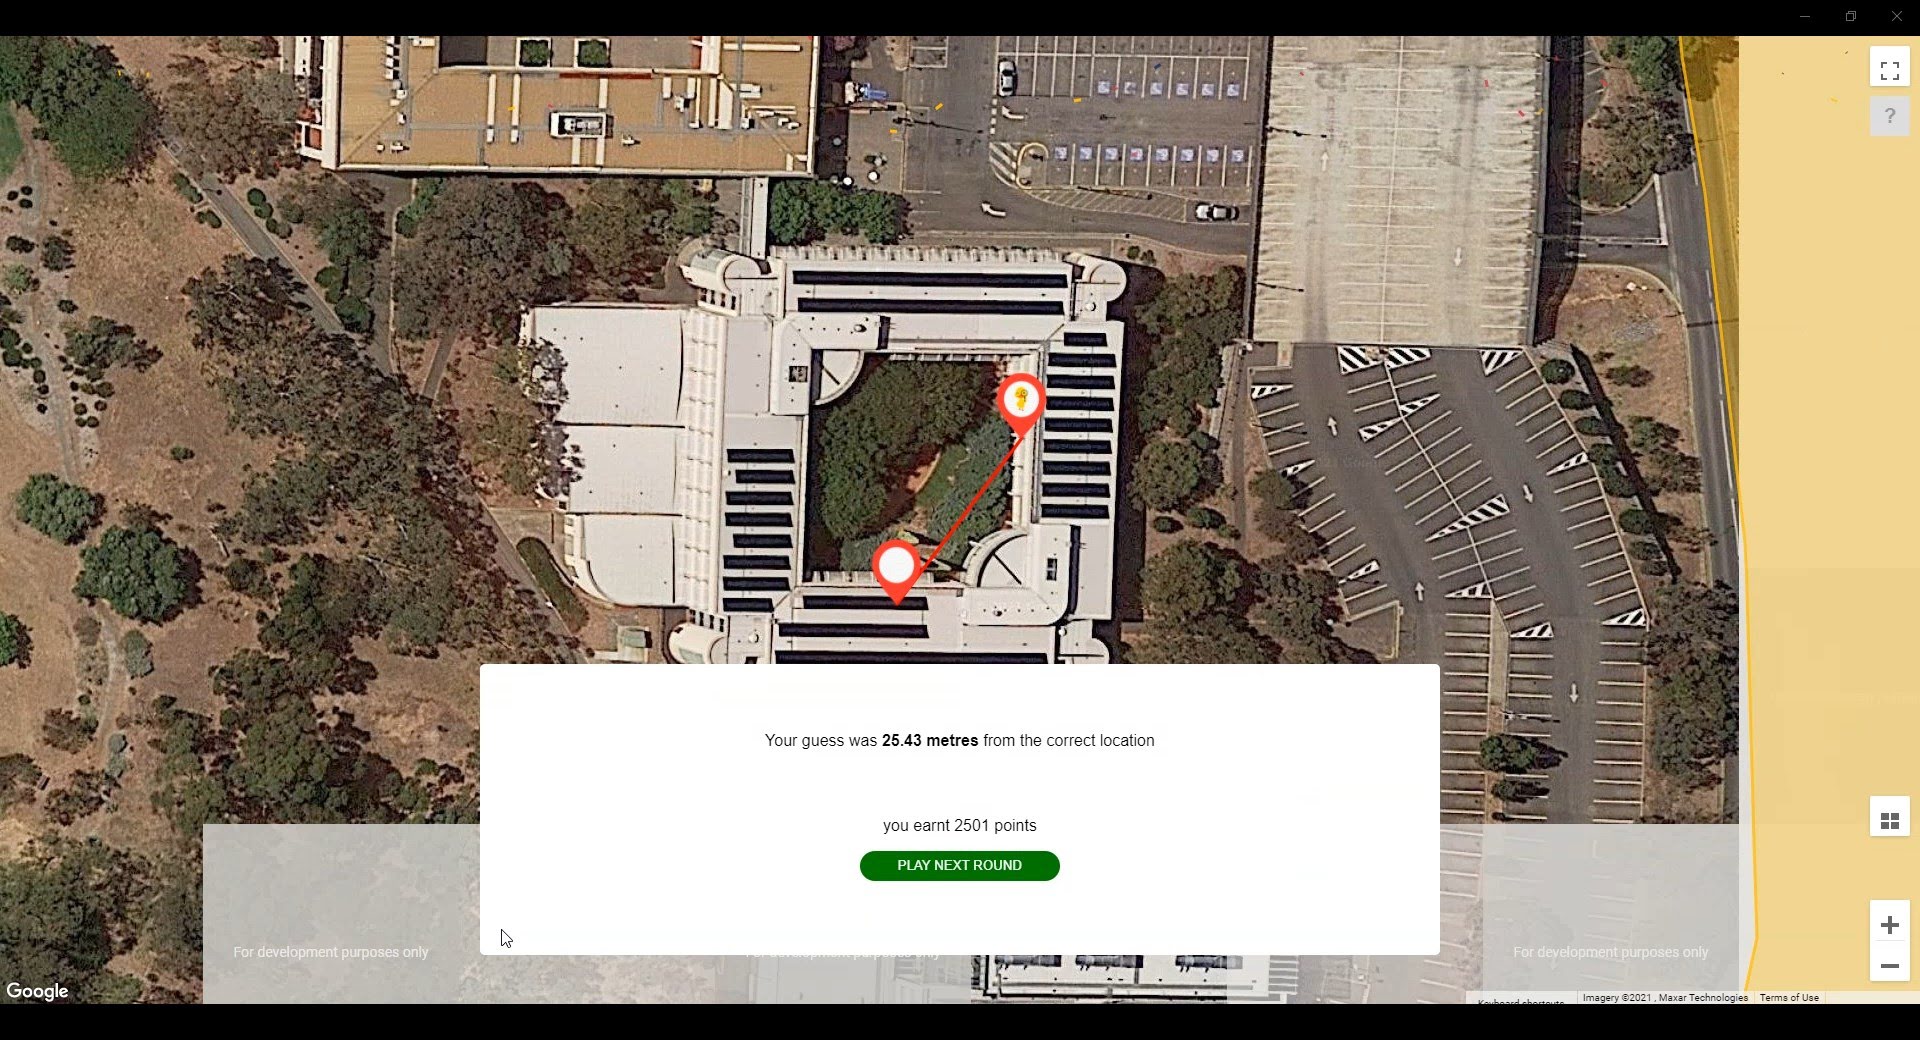 ?
Your guess was 25.43 metres from the correct location
you earnt 2501 points
PLAY NEXT ROUND
For development purposes only
For development purposes only
For development purposes only
Google
Keyboard shortcuts
Imagery ©2021 , Maxar Technologies
Terms of Use